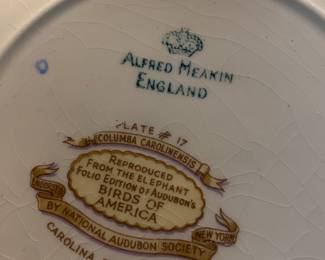 ALFRED MEAKIN
ENGLAND
PLATE # 17
COLUMBA CAROLINENSIS
REPRODUCED
FROM THE ELEPHANT
FOLIO EDITION OF AUDUBON'S
BIRDS OF
AMERICA
BY NATIONAL AUDUBON SOCIETY
NEW YORK
CAROLINA